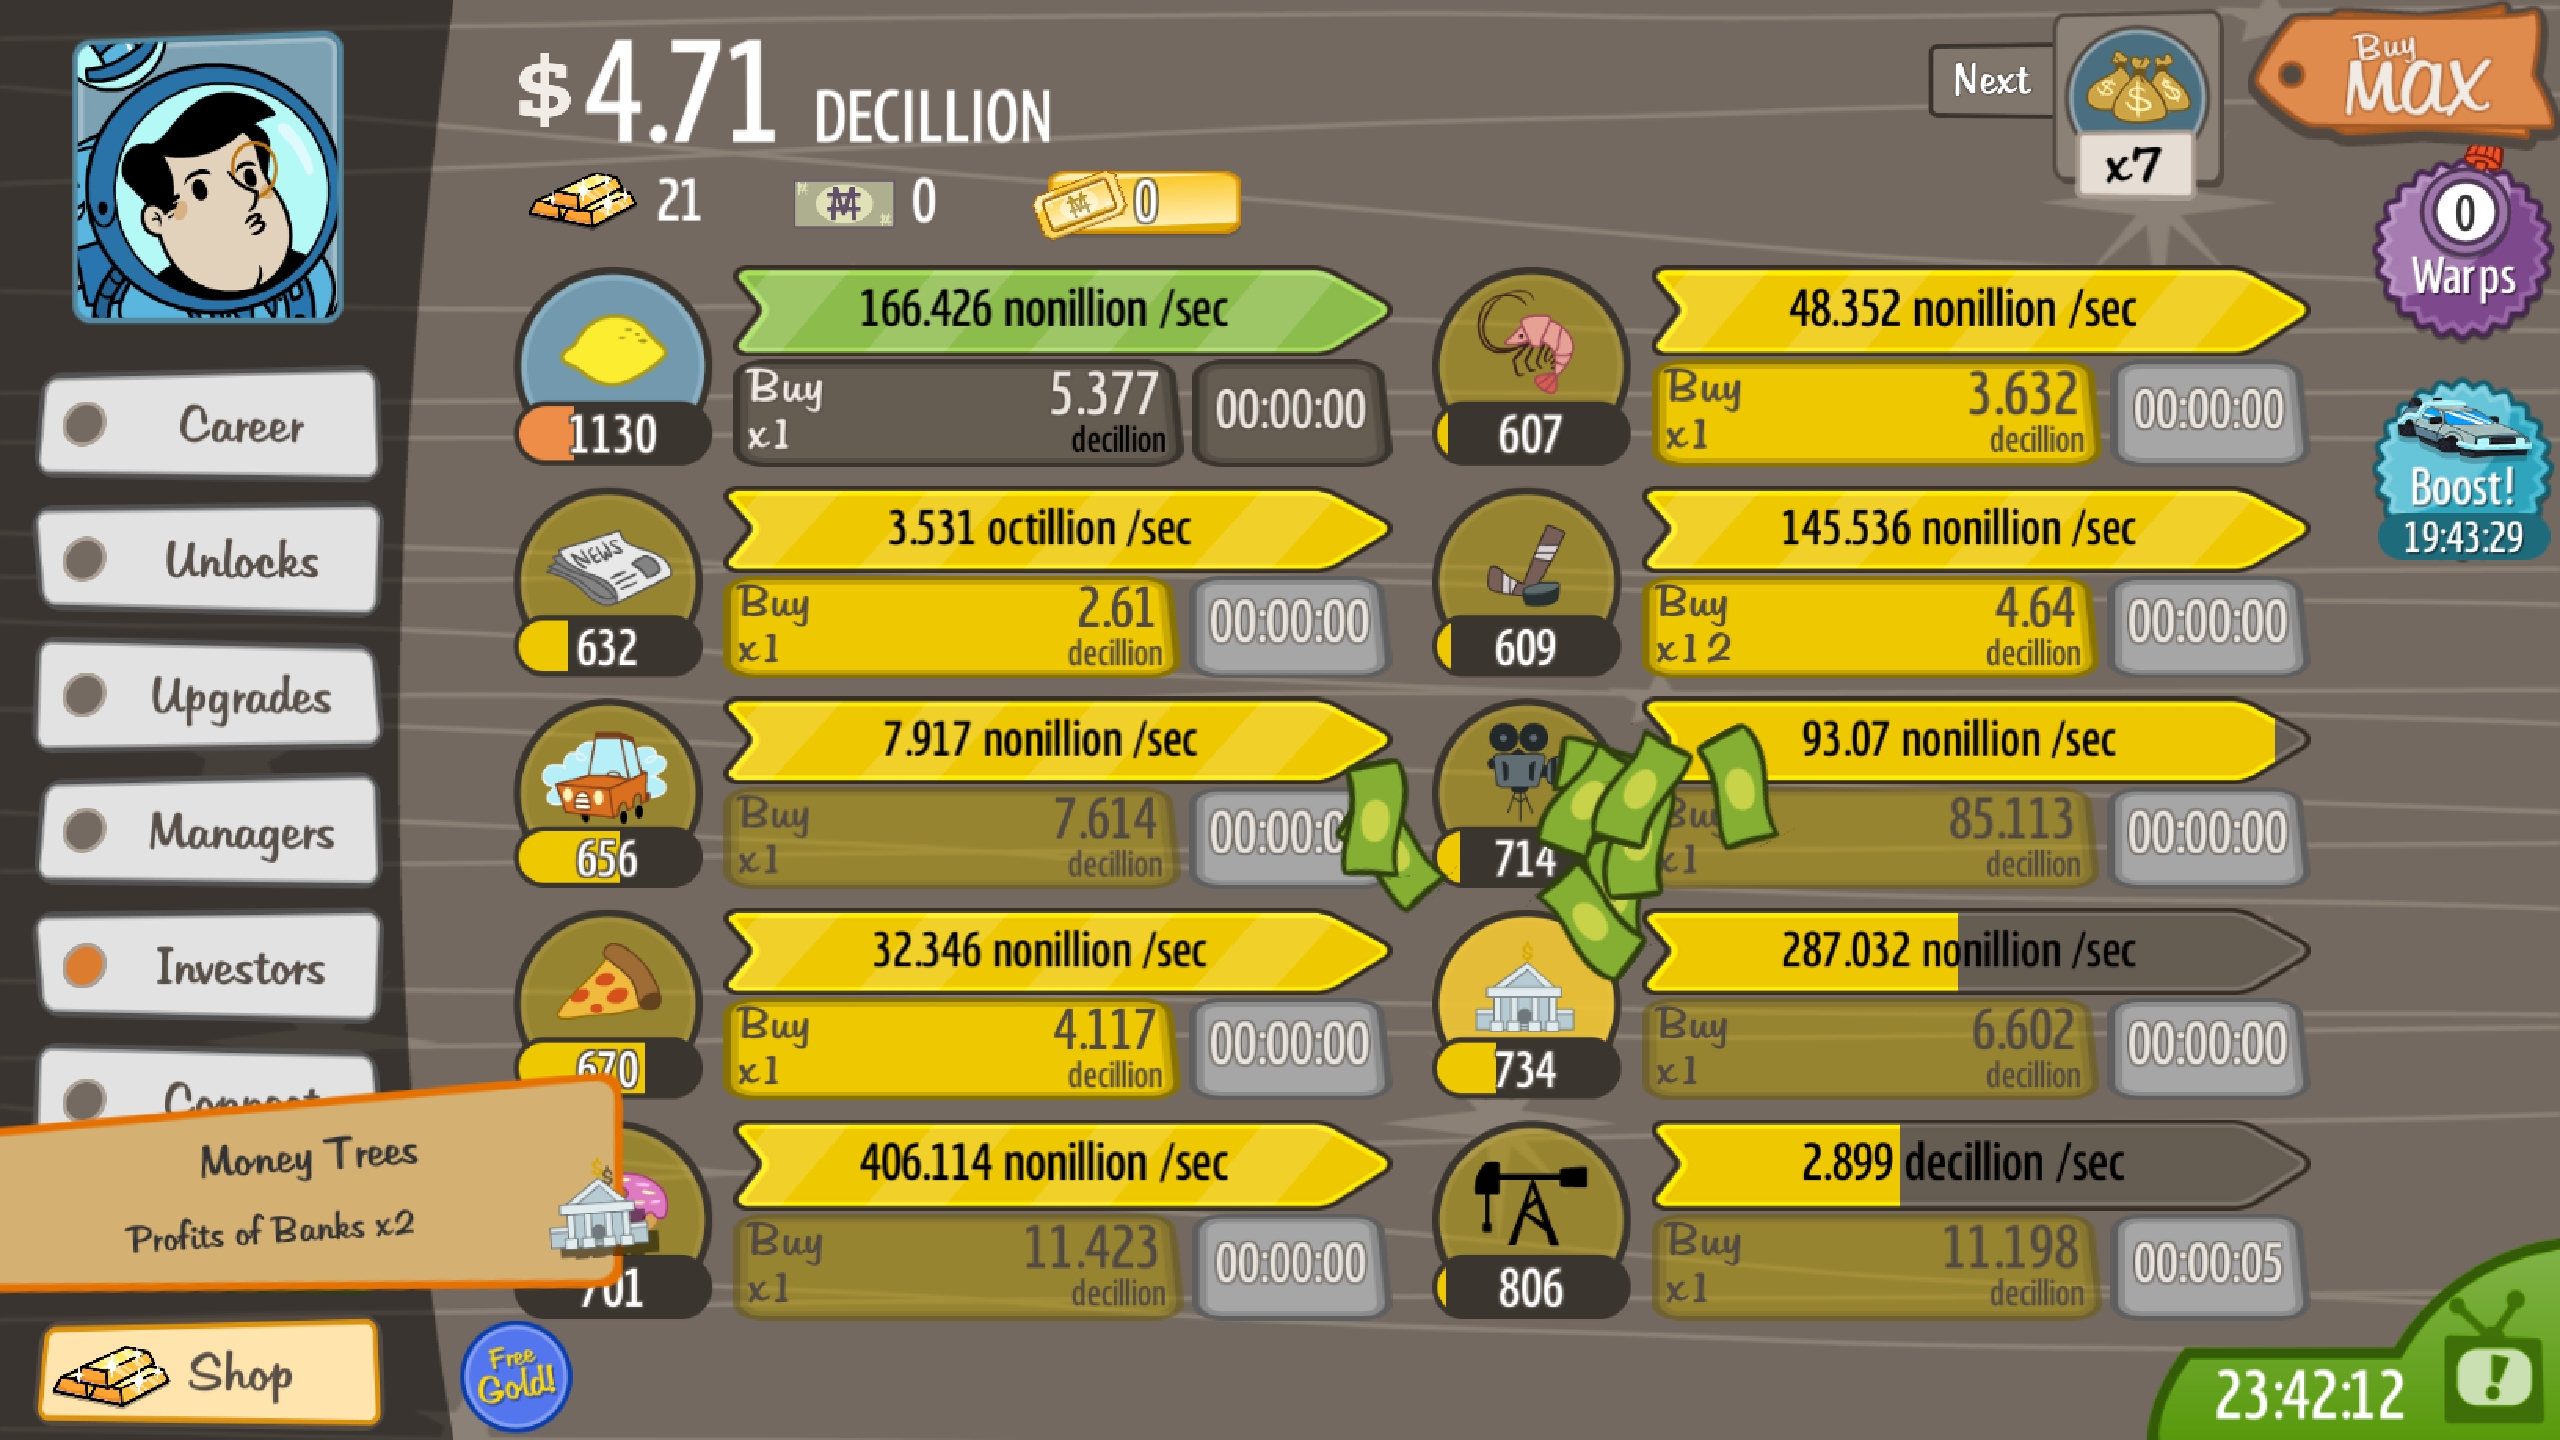 $4.71 DECILLION
21
0
0
Next
x7
Buy
MAX
0
Warps
Boost!
19:43:29
Career
Unlocks
Upgrades
Managers
Investors
Connect
Money Trees
Profits of Banks x2
Shop
Free
Gold!
166.426 nonillion /sec
1130
Buy
x1
5.377
decillion
00:00:00
NEWS
3.531 octillion /sec
632
Buy
x1
2.61
decillion
00:00:00
7.917 nonillion /sec
656
Buy
x1
7.614
decillion
32.346 nonillion /sec
670
Buy
x1
4.117
decillion
00:00:00
406.114 nonillion /sec
701
Buy
x1
11.423
decillion
00:00:00
48.352 nonillion /sec
607
Buy
x1
3.632
decillion
00:00:00
145.536 nonillion /sec
609
Buy
x12
4.64
decillion
00:00:00
93.07 nonillion /sec
714
Buy
x1
85.113
decillion
00:00:00
287.032 nonillion /sec
734
Buy
x1
6.602
decillion
00:00:00
2.899 decillion /sec
806
Buy
x1
11.198
decillion
00:00:05
23:42:12